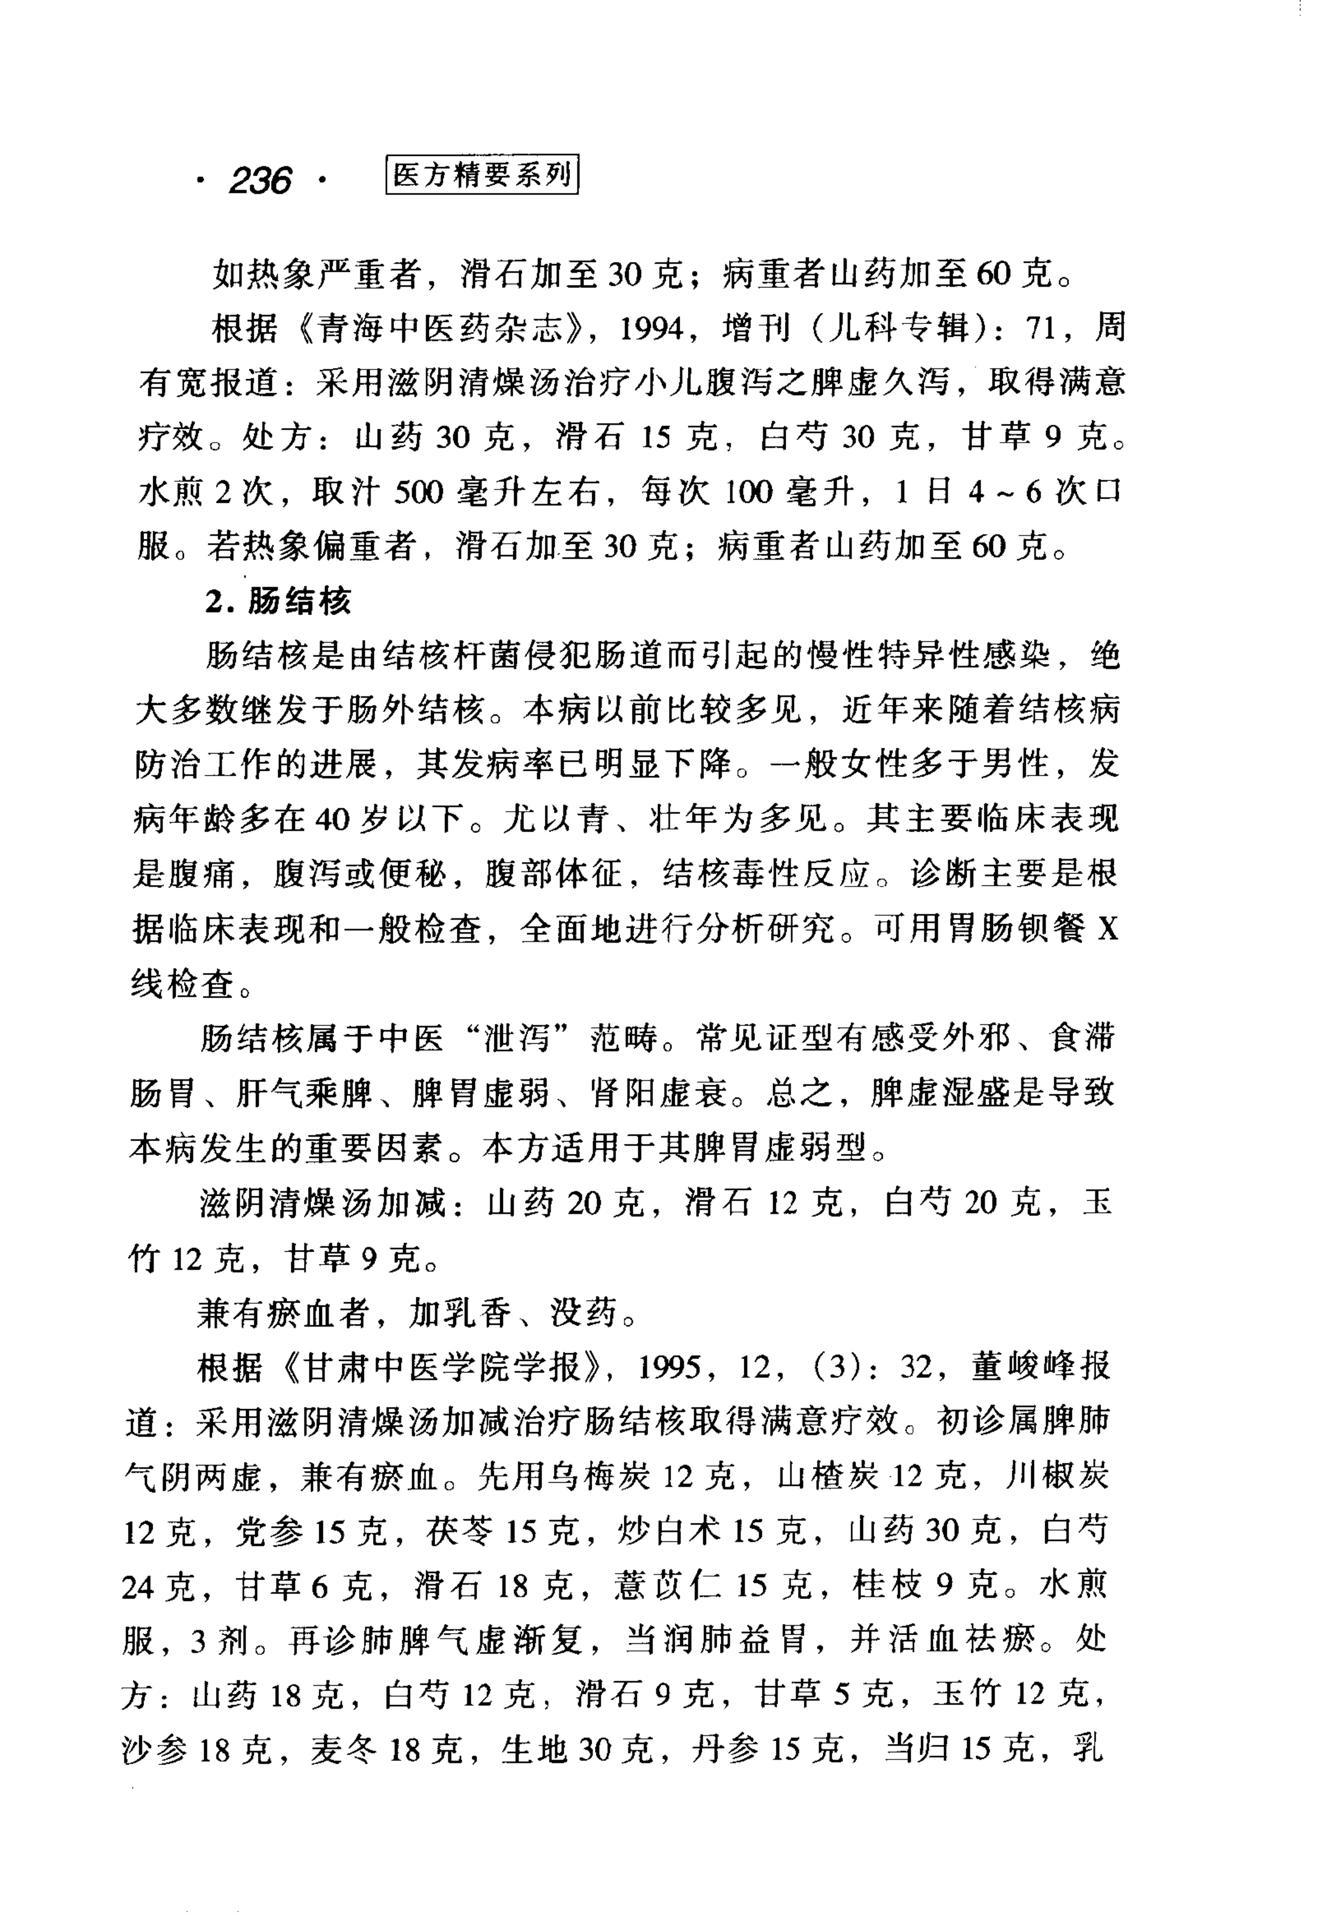 · 236 · 医方精要系列
如热象严重者，滑石加至 30 克；病重者山药加至 60 克。
根据《青海中医药杂志》，1994，增刊（儿科专辑）：71，周
有宽报道：采用滋阴清燥汤治疗小儿腹泻之脾虚久泻，取得满意
疗效。处方：山药 30 克，滑石 15 克，白芍 30 克，甘草 9 克。
水煎 2 次，取汁 500 毫升左右，每次 100 毫升，1 日 4～6 次口
服。若热象偏重者，滑石加至 30 克；病重者山药加至 60 克。
2. 肠结核
肠结核是由结核杆菌侵犯肠道而引起的慢性特异性感染，绝
大多数继发于肠外结核。本病以前比较多见，近年来随着结核病
防治工作的进展，其发病率已明显下降。一般女性多于男性，发
病年龄多在 40 岁以下。尤以青、壮年为多见。其主要临床表现
是腹痛，腹泻或便秘，腹部体征，结核毒性反应。诊断主要是根
据临床表现和一般检查，全面地进行分析研究。可用胃肠钡餐 X
线检查。
肠结核属于中医“泄泻”范畴。常见证型有感受外邪、食滞
肠胃、肝气乘脾、脾胃虚弱、肾阳虚衰。总之，脾虚湿盛是导致
本病发生的重要因素。本方适用于其脾胃虚弱型。
滋阴清燥汤加减：山药 20 克，滑石 12 克，白芍 20 克，玉
竹 12 克，甘草 9 克。
兼有瘀血者，加乳香、没药。
根据《甘肃中医学院学报》，1995，12，（3）：32，董峻峰报
道：采用滋阴清燥汤加减治疗肠结核取得满意疗效。初诊属脾肺
气阴两虚，兼有瘀血。先用乌梅炭 12 克，山楂炭 12 克，川椒炭
12 克，党参 15 克，茯苓 15 克，炒白术 15 克，山药 30 克，白芍
24 克，甘草 6 克，滑石 18 克，薏苡仁 15 克，桂枝 9 克。水煎
服，3 剂。再诊肺脾气虚渐复，当润肺益胃，并活血祛瘀。处
方：山药 18 克，白芍 12 克，滑石 9 克，甘草 5 克，玉竹 12 克，
沙参 18 克，麦冬 18 克，生地 30 克，丹参 15 克，当归 15 克，乳